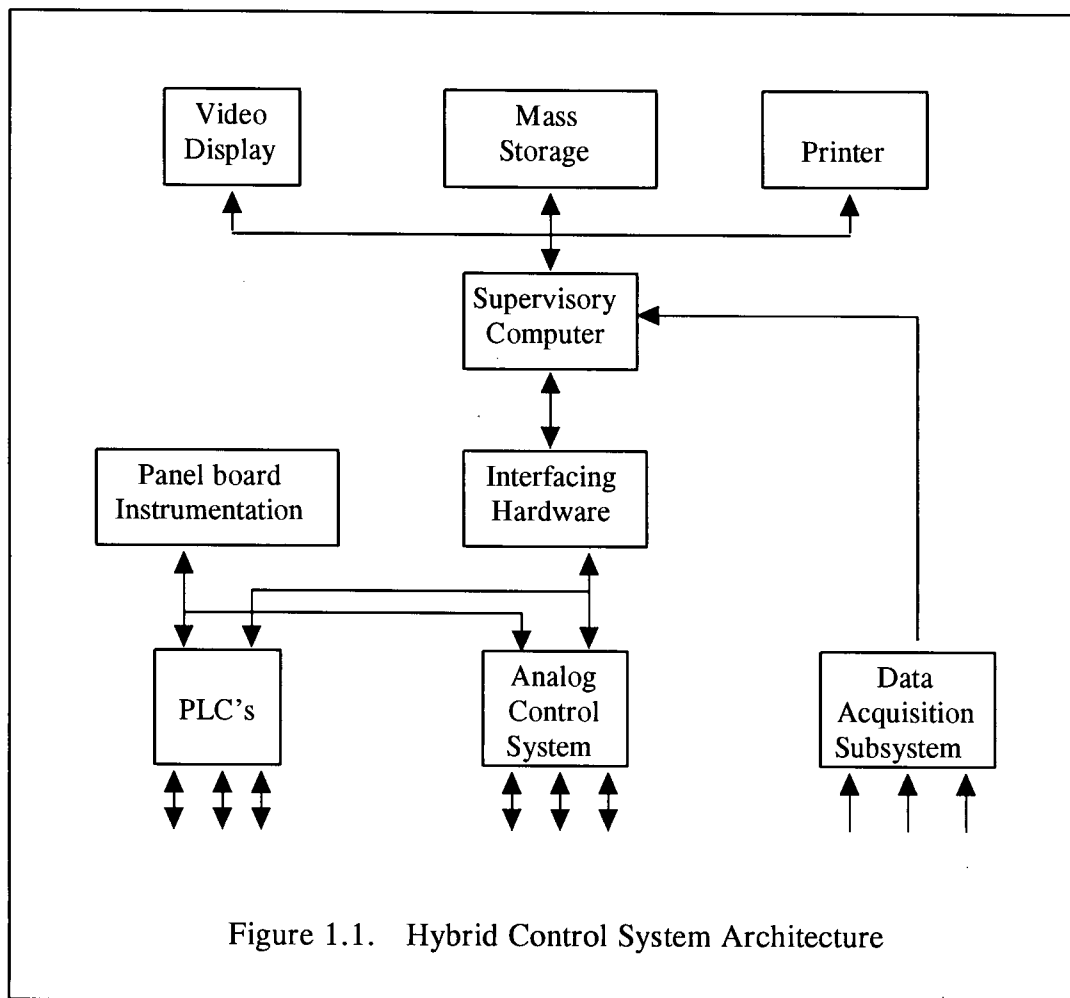 Video
Display
Mass
Storage
Printer
Supervisory
Computer
Panel board
Instrumentation
Interfacing
Hardware
PLC's
Analog
Control
System
Data
Acquisition
Subsystem
Figure 1.1. Hybrid Control System Architecture